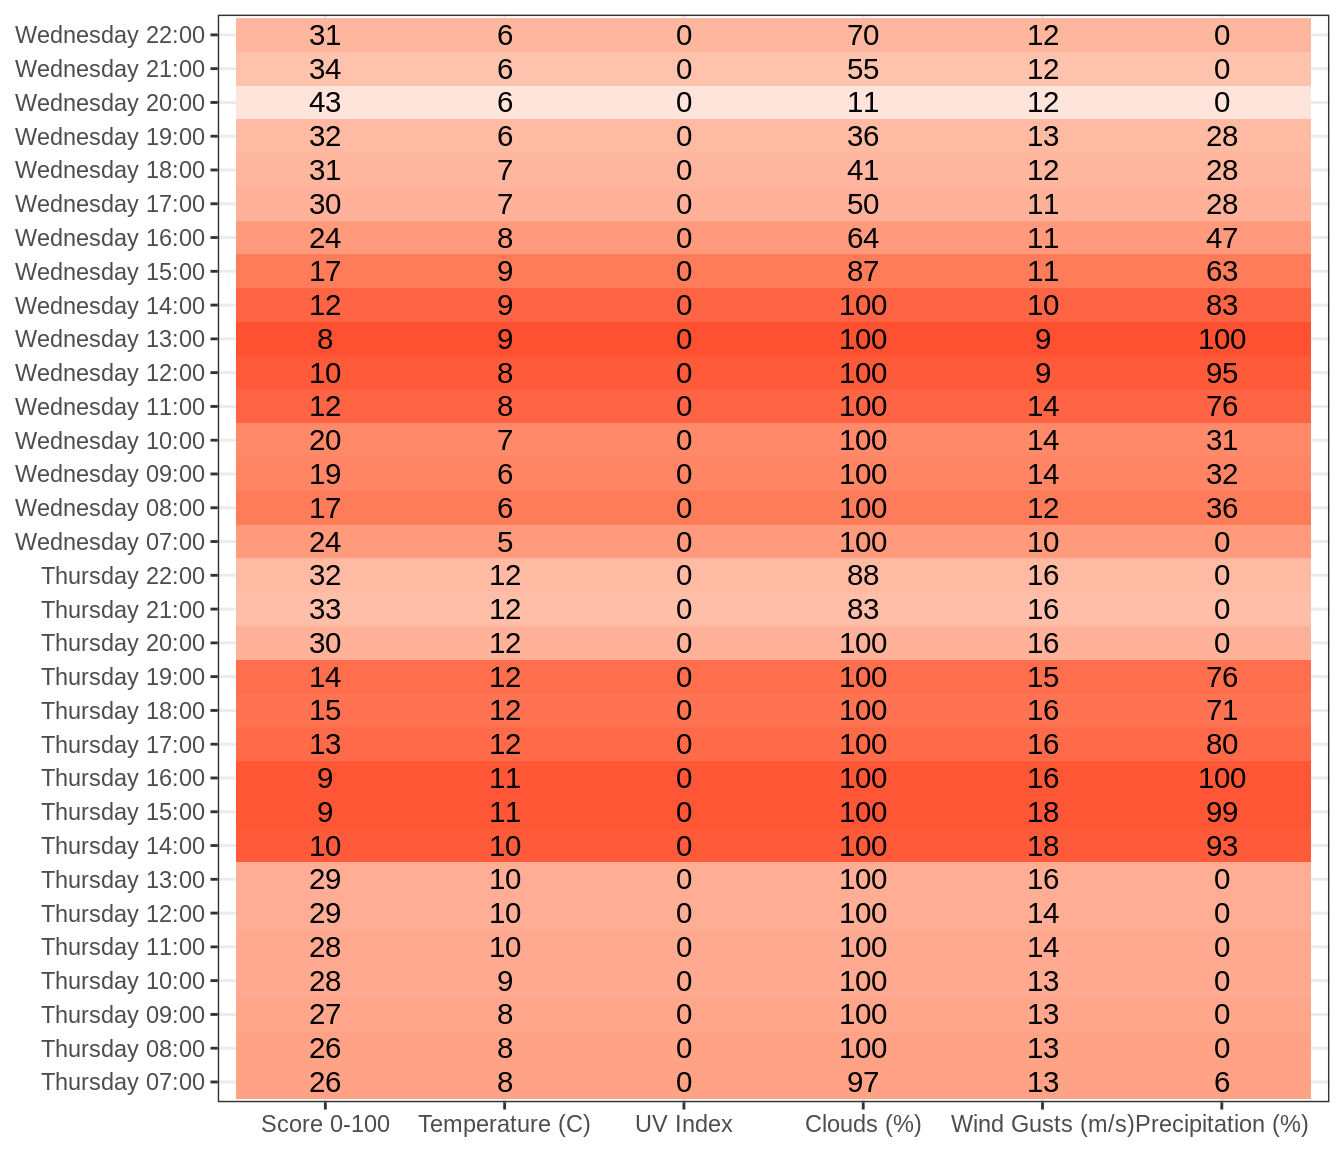 Wednesday 22:00 31 6 0 70 12 0
Wednesday 21:00 34 6 0 55 12 0
Wednesday 20:00 43 6 0 11 12 0
Wednesday 19:00 32 6 0 36 13 28
Wednesday 18:00 31 7 0 41 12 28
Wednesday 17:00 30 7 0 50 11 28
Wednesday 16:00 24 8 0 64 11 47
Wednesday 15:00 17 9 0 87 11 63
Wednesday 14:00 12 9 0 100 10 83
Wednesday 13:00 8 9 0 100 9 100
Wednesday 12:00 10 8 0 100 9 95
Wednesday 11:00 12 8 0 100 14 76
Wednesday 10:00 20 7 0 100 14 31
Wednesday 09:00 19 6 0 100 14 32
Wednesday 08:00 17 6 0 100 12 36
Wednesday 07:00 24 5 0 100 10 0
Thursday 22:00 32 12 0 88 16 0
Thursday 21:00 33 12 0 83 16 0
Thursday 20:00 30 12 0 100 16 0
Thursday 19:00 14 12 0 100 15 76
Thursday 18:00 15 12 0 100 16 71
Thursday 17:00 13 12 0 100 16 80
Thursday 16:00 9 11 0 100 16 100
Thursday 15:00 9 11 0 100 18 99
Thursday 14:00 10 10 0 100 18 93
Thursday 13:00 29 10 0 100 16 0
Thursday 12:00 29 10 0 100 14 0
Thursday 11:00 28 10 0 100 14 0
Thursday 10:00 28 9 0 100 13 0
Thursday 09:00 27 8 0 100 13 0
Thursday 08:00 26 8 0 100 13 0
Thursday 07:00 26 8 0 97 13 6
Score 0-100 Temperature (C) UV Index Clouds (%) Wind Gusts (m/s) Precipitation (%)